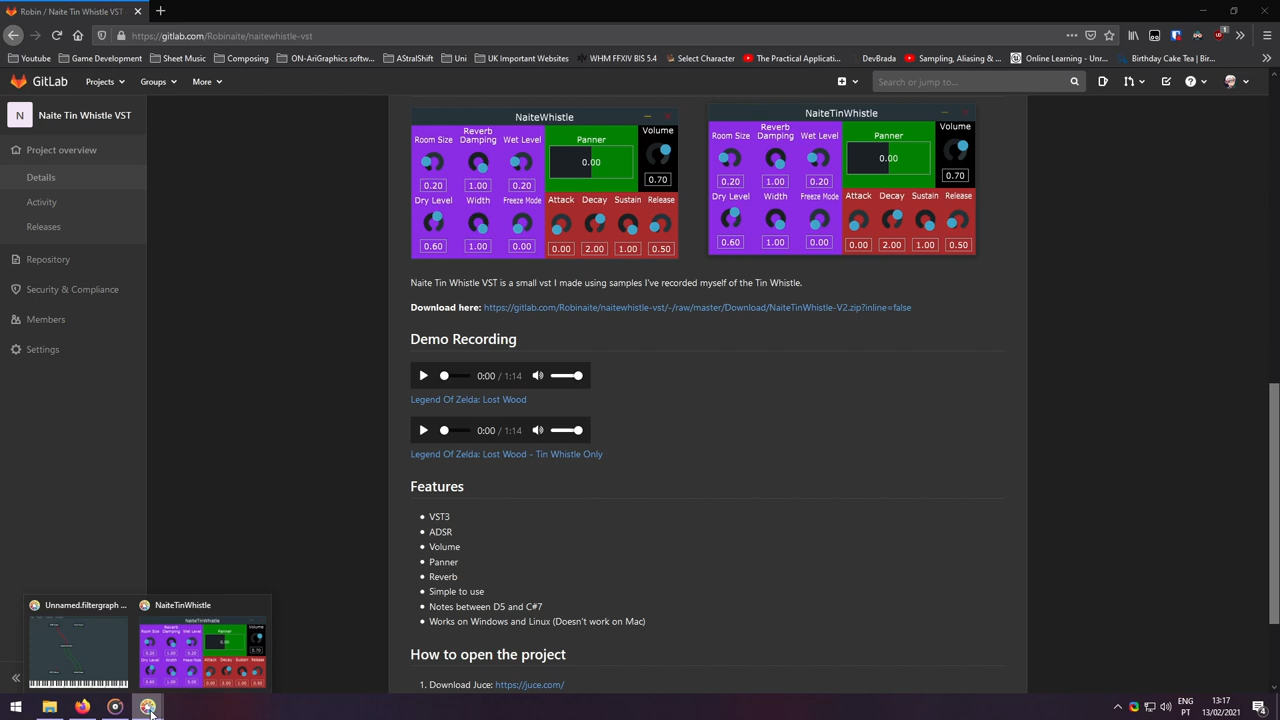 Robin / Naite Tin Whistle VST
https://gitlab.com/Robinaite/naitewhistle-vst
Youtube
Game Development
Sheet Music
Composing
ON-AriGraphics softw...
AStralShift
Uni
UK Important Websites
WHM FFXIV BIS 5.4
Select Character
The Practical Applicati...
DevBrada
Sampling, Aliasing & ...
Online Learning - Unr...
Birthday Cake Tea | Bir...
GitLab
Projects
Groups
More
Search or jump to...
N
Naite Tin Whistle VST
Project overview
Details
Activity
Releases
Repository
Security & Compliance
Members
Settings
NaiteWhistle
Room Size
Reverb Damping
Wet Level
Panner
Volume
0.20
1.00
0.20
0.00
0.70
Dry Level
Width
Freeze Mode
Attack
Decay
Sustain
Release
0.60
1.00
0.00
0.00
2.00
1.00
0.50
NaiteTinWhistle
Room Size
Reverb Damping
Wet Level
Panner
Volume
0.20
1.00
0.20
0.00
0.70
Dry Level
Width
Freeze Mode
Attack
Decay
Sustain
Release
0.60
1.00
0.00
0.00
2.00
1.00
0.50
Naite Tin Whistle VST is a small vst I made using samples I've recorded myself of the Tin Whistle.
Download here: https://gitlab.com/Robinaite/naitewhistle-vst/-/raw/master/Download/NaiteTinWhistle-V2.zip?inline=false
Demo Recording
0:00 / 1:14
Legend Of Zelda: Lost Wood
0:00 / 1:14
Legend Of Zelda: Lost Wood - Tin Whistle Only
Features
VST3
ADSR
Volume
Panner
Reverb
Simple to use
Notes between D5 and C#7
Works on Windows and Linux (Doesn't work on Mac)
How to open the project
1. Download Juce: https://juce.com/
Unnamed.filtergraph ...
NaiteTinWhistle
ENG
PT
13:17
13/02/2021